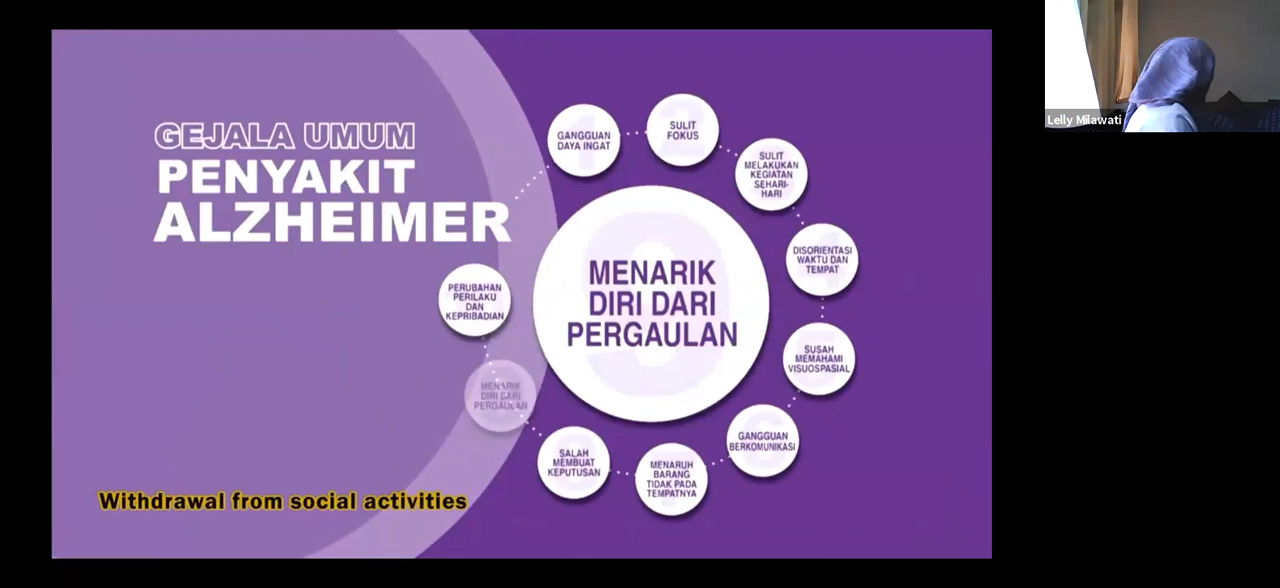 GEJALA UMUM
PENYAKIT
ALZHEIMER
GANGGUAN
DAYA INGAT
SULIT
FOKUS
SULIT
MELAKUKAN
KEGIATAN
SEHARI-
HARI
DISORIENTASI
WAKTU DAN
TEMPAT
SUSAH
MEMAHAMI
VISUOSPASIAL
GANGGUAN
BERKOMUNIKASI
MENARUH
BARANG
TIDAK PADA
TEMPATNYA
SALAH
MEMBUAT
KEPUTUSAN
MENARIK
DIRI DARI
PERGAULAN
PERUBAHAN
PERILAKU
DAN
KEPRIBADIAN
9
MENARIK
DIRI DARI
PERGAULAN
Withdrawal from social activities
Lelly Milawati